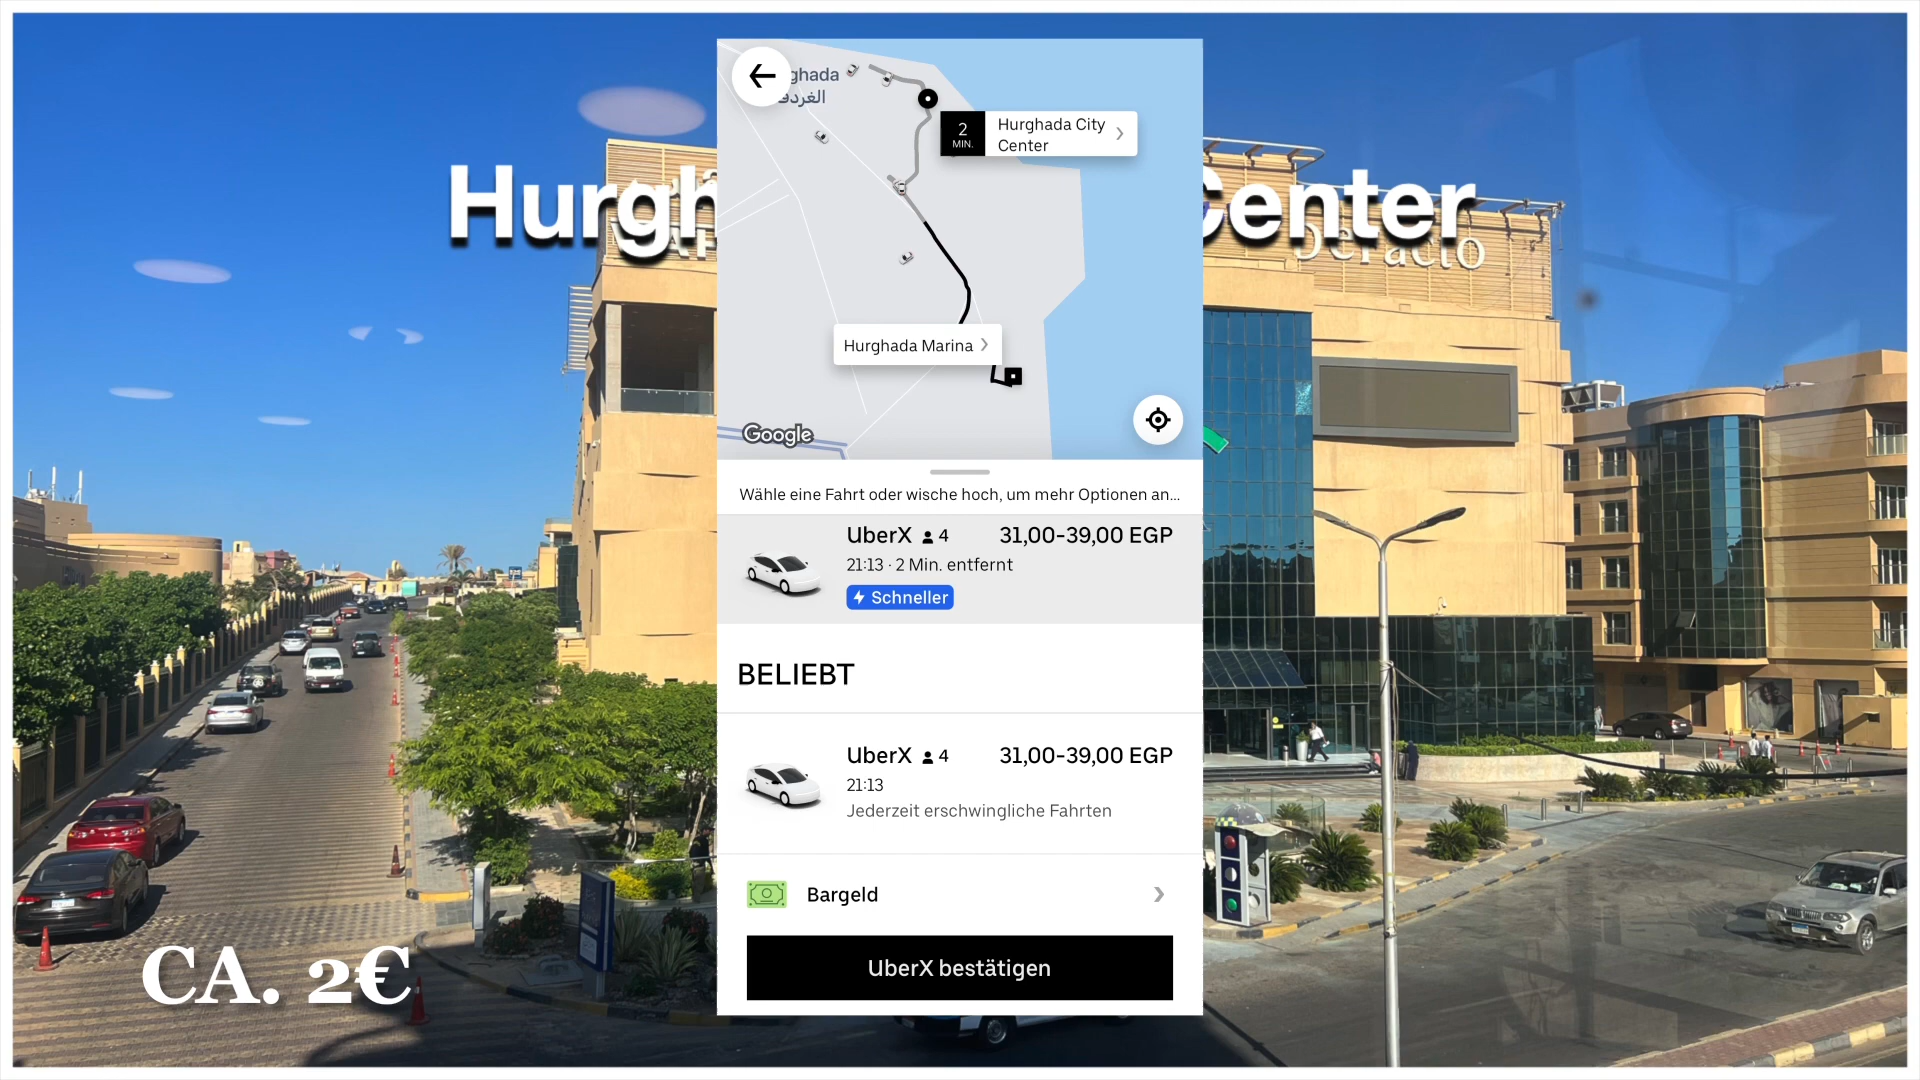 ghada
الغردقة
2
MIN.
Hurghada City
Center
Hurgh
Center
Defacto
Hurghada Marina
Google
Wähle eine Fahrt oder wische hoch, um mehr Optionen an...
UberX 4 31,00-39,00 EGP
21:13 · 2 Min. entfernt
Schneller
BELIEBT
UberX 4 31,00-39,00 EGP
21:13
Jederzeit erschwingliche Fahrten
Bargeld
UberX bestätigen
CA. 2€